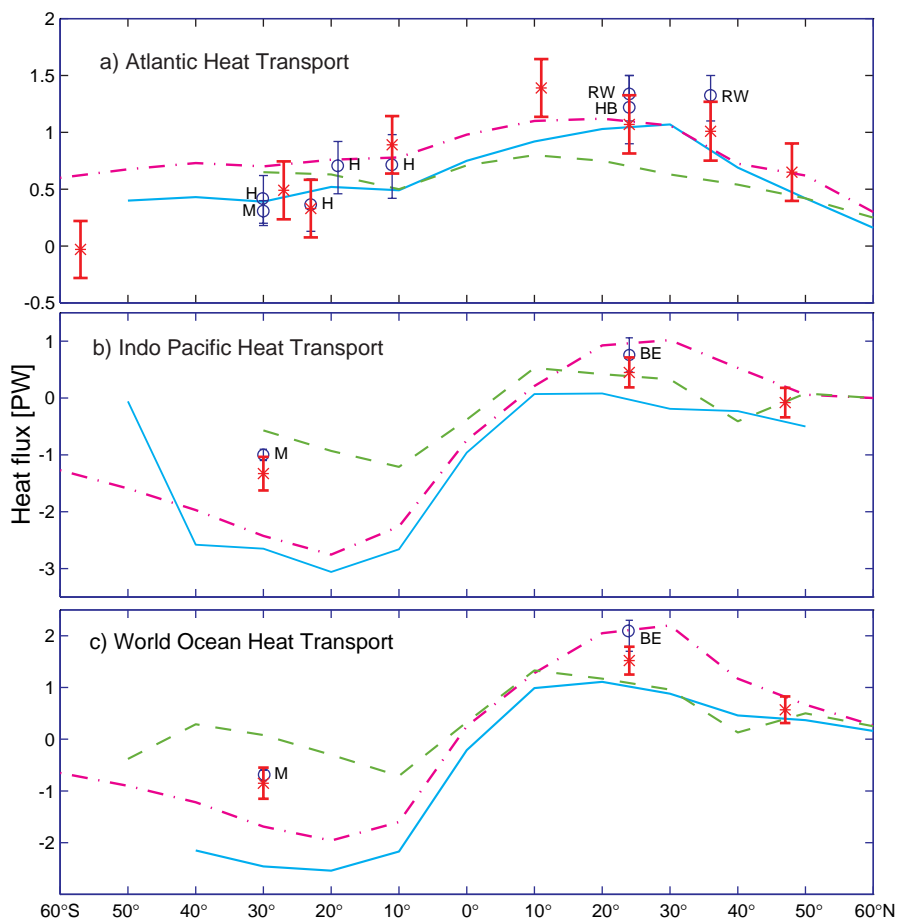 2
a) Atlantic Heat Transport
1.5
RW
RW
HB
1
H
H
0.5
H
H
M
0
-0.5
1
b) Indo Pacific Heat Transport
BE
0
M
-1
-2
-3
Heat flux [PW]
2
c) World Ocean Heat Transport
BE
1
0
M
-1
-2
60°S 50° 40° 30° 20° 10° 0° 10° 20° 30° 40° 50° 60°N